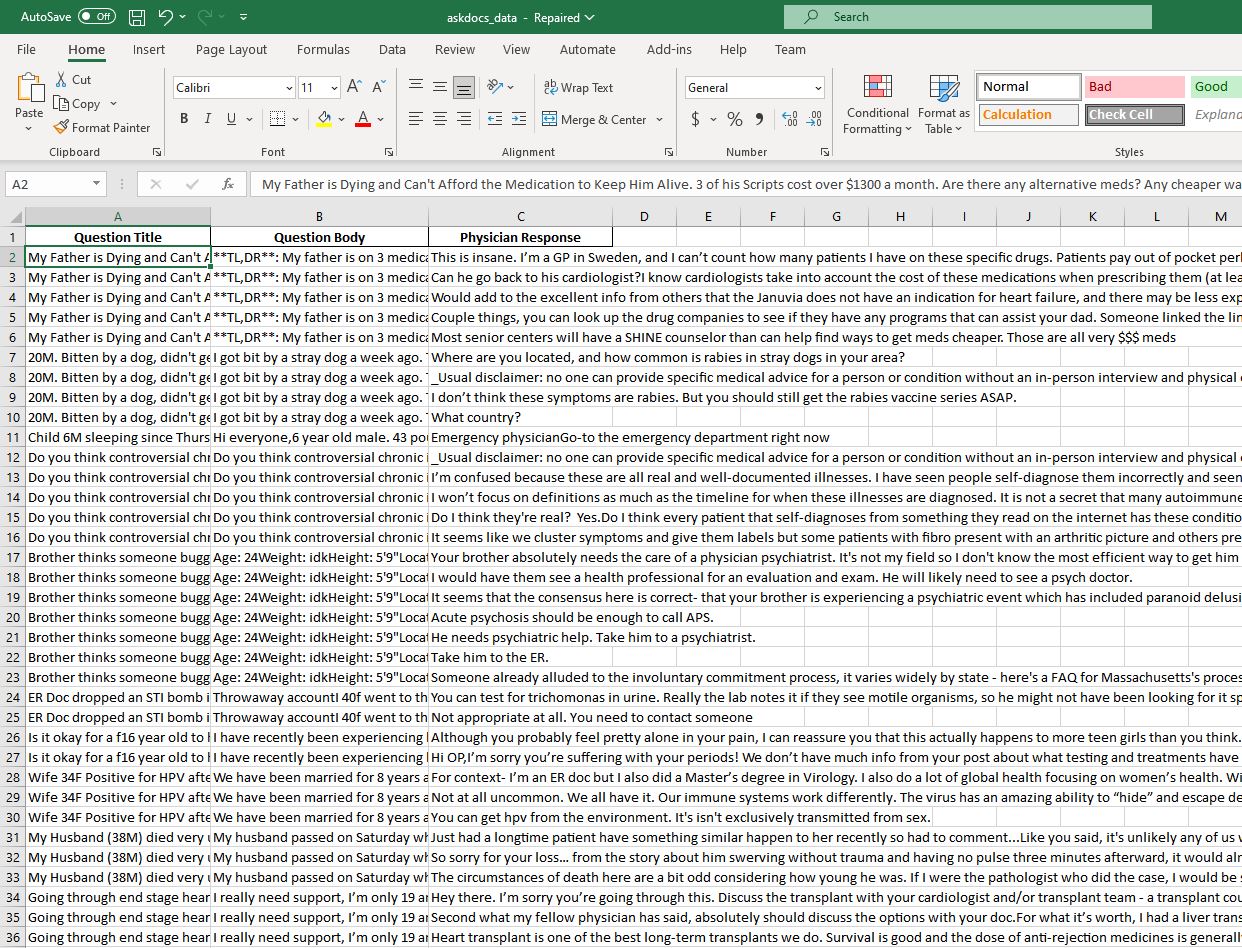 AutoSave Off askdocs_data - Repaired Search
File Home Insert Page Layout Formulas Data Review View Automate Add-ins Help Team
Paste Cut Copy Format Painter Clipboard
Calibri 11 A A B I U A Font
Wrap Text Merge & Center Alignment
General $ % Number
Conditional Formatting Format as Table
Normal Bad Good
Calculation Check Cell Explana
Styles
A2 fx My Father is Dying and Can't Afford the Medication to Keep Him Alive. 3 of his Scripts cost over $1300 a month. Are there any alternative meds? Any cheaper wa
A B C D E F G H I J K L M
1 Question Title Question Body Physician Response
2 My Father is Dying and Can't A **TL,DR**: My father is on 3 medica This is insane. I’m a GP in Sweden, and I can’t count how many patients I have on these specific drugs. Patients pay out of pocket per
3 My Father is Dying and Can't A **TL,DR**: My father is on 3 medica Can he go back to his cardiologist?I know cardiologists take into account the cost of these medications when prescribing them (at lea
4 My Father is Dying and Can't A **TL,DR**: My father is on 3 medica Would add to the excellent info from others that the Januvia does not have an indication for heart failure, and there may be less exp
5 My Father is Dying and Can't A **TL,DR**: My father is on 3 medica Couple things, you can look up the drug companies to see if they have any programs that can assist your dad. Someone linked the lin
6 My Father is Dying and Can't A **TL,DR**: My father is on 3 medica Most senior centers will have a SHINE counselor than can help find ways to get meds cheaper. Those are all very $$$ meds
7 20M. Bitten by a dog, didn't ge I got bit by a stray dog a week ago. Where are you located, and how common is rabies in stray dogs in your area?
8 20M. Bitten by a dog, didn't ge I got bit by a stray dog a week ago. _Usual disclaimer: no one can provide specific medical advice for a person or condition without an in-person interview and physical
9 20M. Bitten by a dog, didn't ge I got bit by a stray dog a week ago. I don’t think these symptoms are rabies. But you should still get the rabies vaccine series ASAP.
10 20M. Bitten by a dog, didn't ge I got bit by a stray dog a week ago. What country?
11 Child 6M sleeping since Thurs Hi everyone,6 year old male. 43 pou Emergency physicianGo-to the emergency department right now
12 Do you think controversial chr Do you think controversial chronic i _Usual disclaimer: no one can provide specific medical advice for a person or condition without an in-person interview and physical
13 Do you think controversial chr Do you think controversial chronic i I’m confused because these are all real and well-documented illnesses. I have seen people self-diagnose them incorrectly and seen
14 Do you think controversial chr Do you think controversial chronic i I won’t focus on definitions as much as the timeline for when these illnesses are diagnosed. It is not a secret that many autoimmune
15 Do you think controversial chr Do you think controversial chronic i Do I think they're real? Yes.Do I think every patient that self-diagnoses from something they read on the internet has these conditio
16 Do you think controversial chr Do you think controversial chronic i It seems like we cluster symptoms and give them labels but some patients with fibro present with an arthritic picture and others pre
17 Brother thinks someone bugg Age: 24Weight: idkHeight: 5'9"Locat Your brother absolutely needs the care of a physician psychiatrist. It's not my field so I don't know the most efficient way to get him
18 Brother thinks someone bugg Age: 24Weight: idkHeight: 5'9"Locat I would have them see a health professional for an evaluation and exam. He will likely need to see a psych doctor.
19 Brother thinks someone bugg Age: 24Weight: idkHeight: 5'9"Locat It seems that the consensus here is correct- that your brother is experiencing a psychiatric event which has included paranoid delusi
20 Brother thinks someone bugg Age: 24Weight: idkHeight: 5'9"Locat Acute psychosis should be enough to call APS.
21 Brother thinks someone bugg Age: 24Weight: idkHeight: 5'9"Locat He needs psychiatric help. Take him to a psychiatrist.
22 Brother thinks someone bugg Age: 24Weight: idkHeight: 5'9"Locat Take him to the ER.
23 Brother thinks someone bugg Age: 24Weight: idkHeight: 5'9"Locat Someone already alluded to the involuntary commitment process, it varies widely by state - here's a FAQ for Massachusetts's proces
24 ER Doc dropped an STI bomb i Throwaway accountI 40f went to th You can test for trichomonas in urine. Really the lab notes it if they see motile organisms, so he might not have been looking for it sp
25 ER Doc dropped an STI bomb i Throwaway accountI 40f went to th Not appropriate at all. You need to contact someone
26 Is it okay for a f16 year old to h I have recently been experiencing Although you probably feel pretty alone in your pain, I can reassure you that this actually happens to more teen girls than you think.
27 Is it okay for a f16 year old to h I have recently been experiencing Hi OP,I’m sorry you’re suffering with your periods! We don’t have much info from your post about what testing and treatments have
28 Wife 34F Positive for HPV afte We have been married for 8 years a For context- I’m an ER doc but I also did a Master’s degree in Virology. I also do a lot of global health focusing on women’s health. Wi
29 Wife 34F Positive for HPV afte We have been married for 8 years a Not at all uncommon. We all have it. Our immune systems work differently. The virus has an amazing ability to “hide” and escape de
30 Wife 34F Positive for HPV afte We have been married for 8 years a You can get hpv from the environment. It's isn't exclusively transmitted from sex.
31 My Husband (38M) died very u My husband passed on Saturday wh Just had a longtime patient have something similar happen to her recently so had to comment...Like you said, it's unlikely any of us w
32 My Husband (38M) died very u My husband passed on Saturday wh So sorry for your loss… from the story about him swerving without trauma and having no pulse three minutes afterward, it would alr
33 My Husband (38M) died very u My husband passed on Saturday wh The circumstances of death here are a bit odd considering how young he was. If I were the pathologist who did the case, I would be s
34 Going through end stage hear I really need support, I’m only 19 ar Hey there. I’m sorry you’re going through this. Discuss the transplant with your cardiologist and/or transplant team - a transplant cou
35 Going through end stage hear I really need support, I’m only 19 ar Second what my fellow physician has said, absolutely should discuss the options with your doc.For what it’s worth, I had a liver trans
36 Going through end stage hear I really need support, I’m only 19 ar Heart transplant is one of the best long-term transplants we do. Survival is good and the dose of anti-rejection medicines is generall